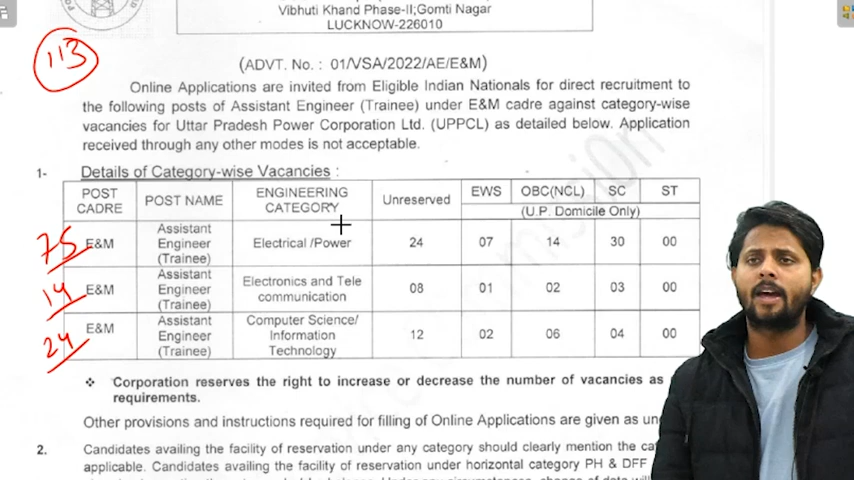 Vibhuti Khand Phase-II;Gomti Nagar
LUCKNOW-226010
113
(ADVT. No. : 01/VSA/2022/AE/E&M)
Online Applications are invited from Eligible Indian Nationals for direct recruitment to
the following posts of Assistant Engineer (Trainee) under E&M cadre against category-wise
vacancies for Uttar Pradesh Power Corporation Ltd. (UPPCL) as detailed below. Application
received through any other modes is not acceptable.
1- Details of Category-wise Vacancies :
POST CADRE POST NAME ENGINEERING CATEGORY Unreserved EWS OBC(NCL) SC ST
(U.P. Domicile Only)
75 E&M Assistant Engineer (Trainee) Electrical /Power 24 07 14 30 00
14 E&M Assistant Engineer (Trainee) Electronics and Tele communication 08 01 02 03 00
24 E&M Assistant Engineer (Trainee) Computer Science/ Information Technology 12 02 06 04 00
❖ Corporation reserves the right to increase or decrease the number of vacancies as
requirements.
Other provisions and instructions required for filling of Online Applications are given as
2. Candidates availing the facility of reservation under any category should clearly mention the
applicable. Candidates availing the facility of reservation under horizontal category PH & DFF